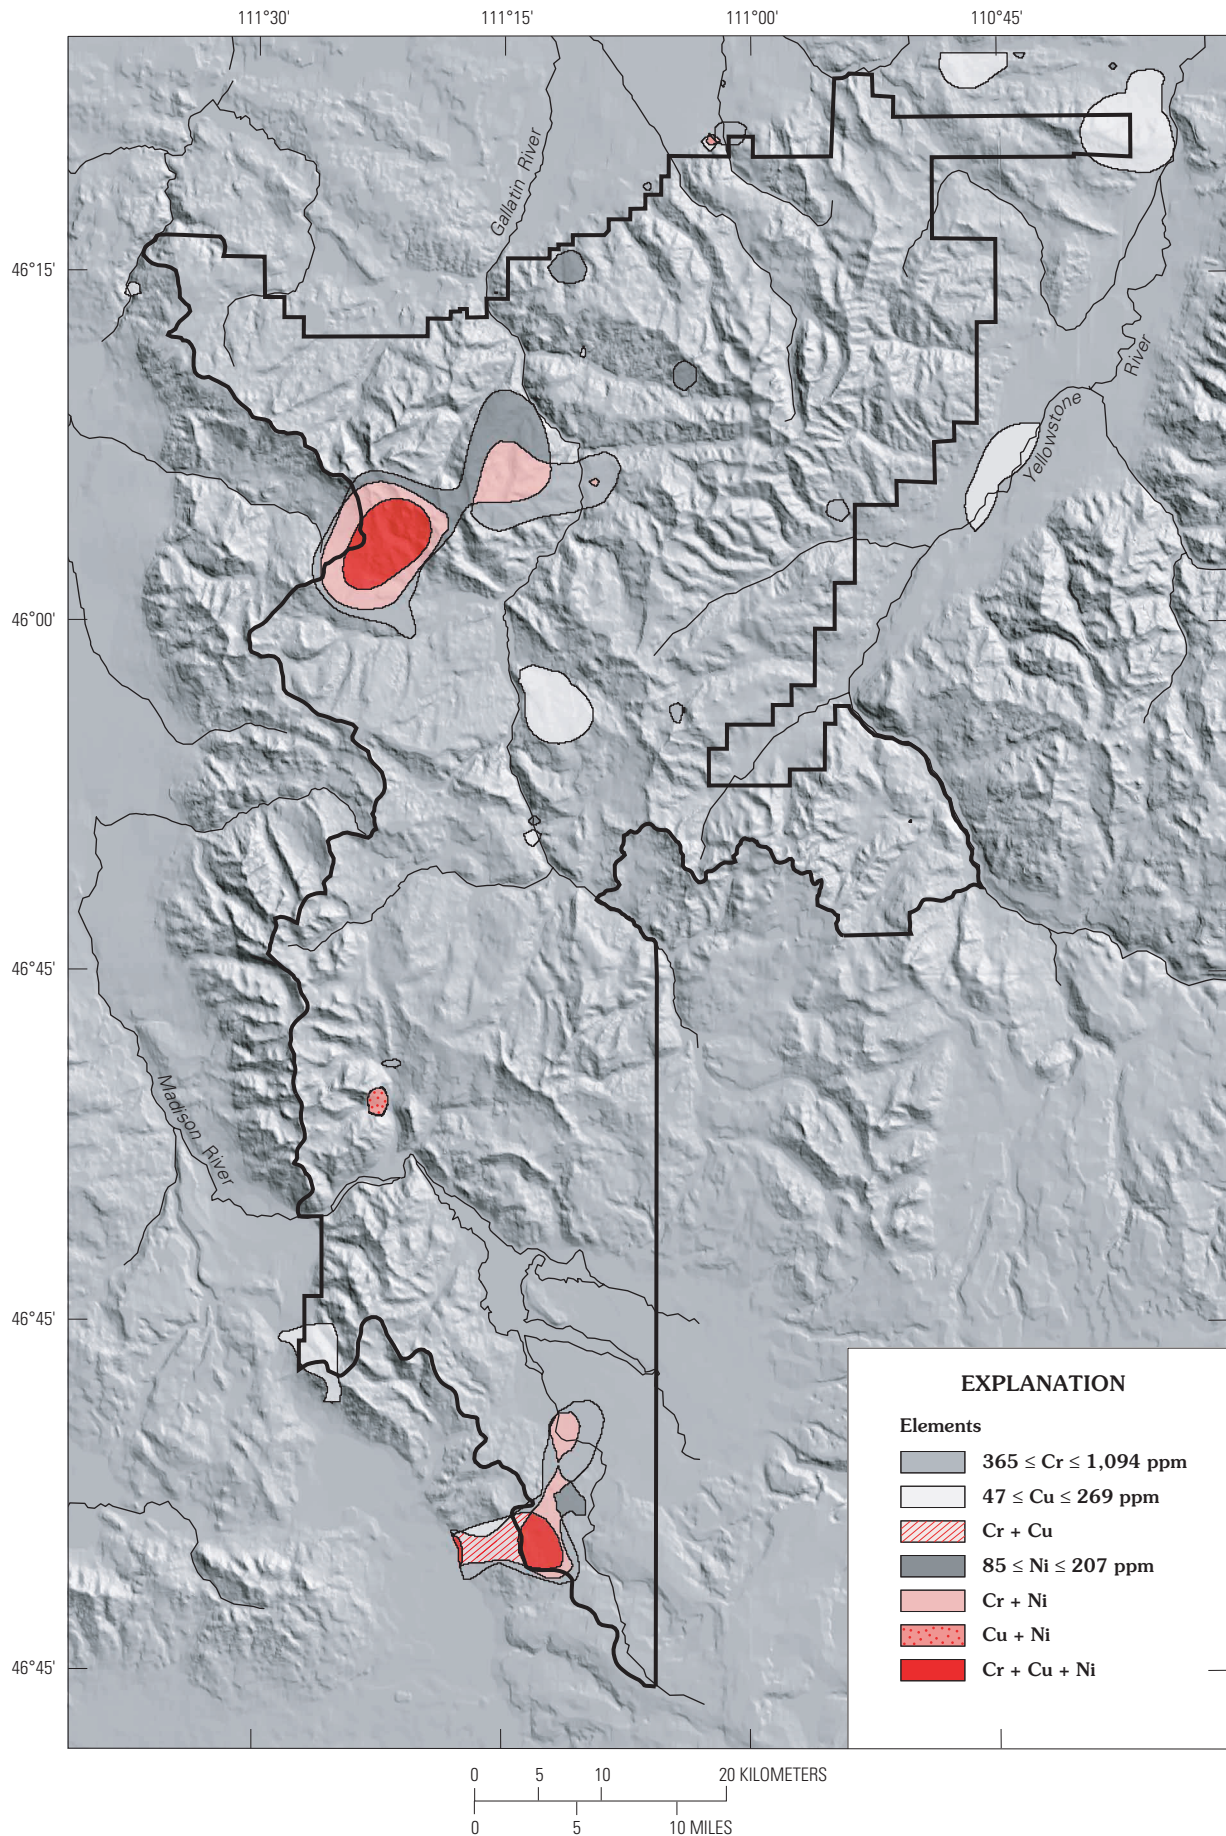 111°30'
111°15'
111°00'
110°45'
Gallatin River
46°15'
River
Yellowstone
46°00'
46°45'
Madison River
46°45'
EXPLANATION
Elements
365 ≤ Cr ≤ 1,094 ppm
47 ≤ Cu ≤ 269 ppm
Cr + Cu
85 ≤ Ni ≤ 207 ppm
Cr + Ni
Cu + Ni
Cr + Cu + Ni
46°45'
0 5 10 20 KILOMETERS
0 5 10 MILES